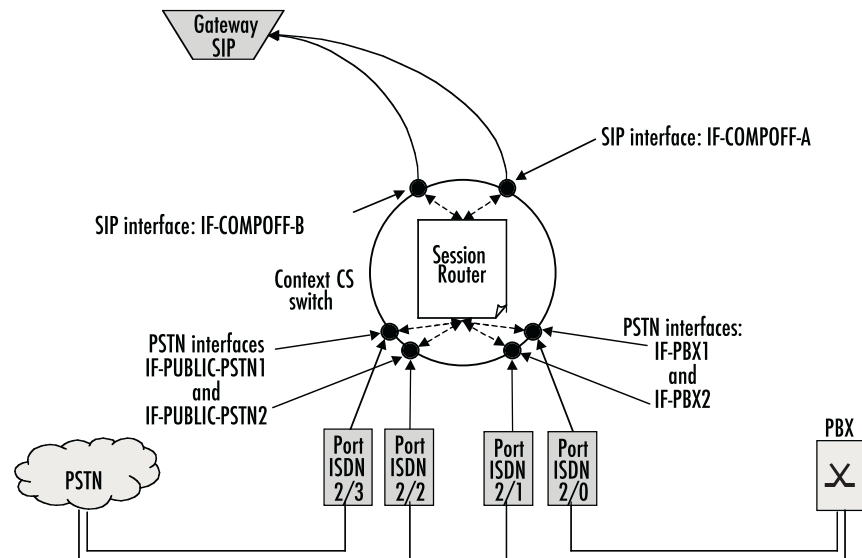 Gateway
SIP
SIP interface: IF-COMPOFF-A
SIP interface: IF-COMPOFF-B
Session
Router
Context CS
switch
PSTN interfaces
IF-PUBLIC-PSTN1
and
IF-PUBLIC-PSTN2
PSTN interfaces:
IF-PBX1
and
IF-PBX2
PSTN
Port
ISDN
2/3
Port
ISDN
2/2
Port
ISDN
2/1
Port
ISDN
2/0
PBX